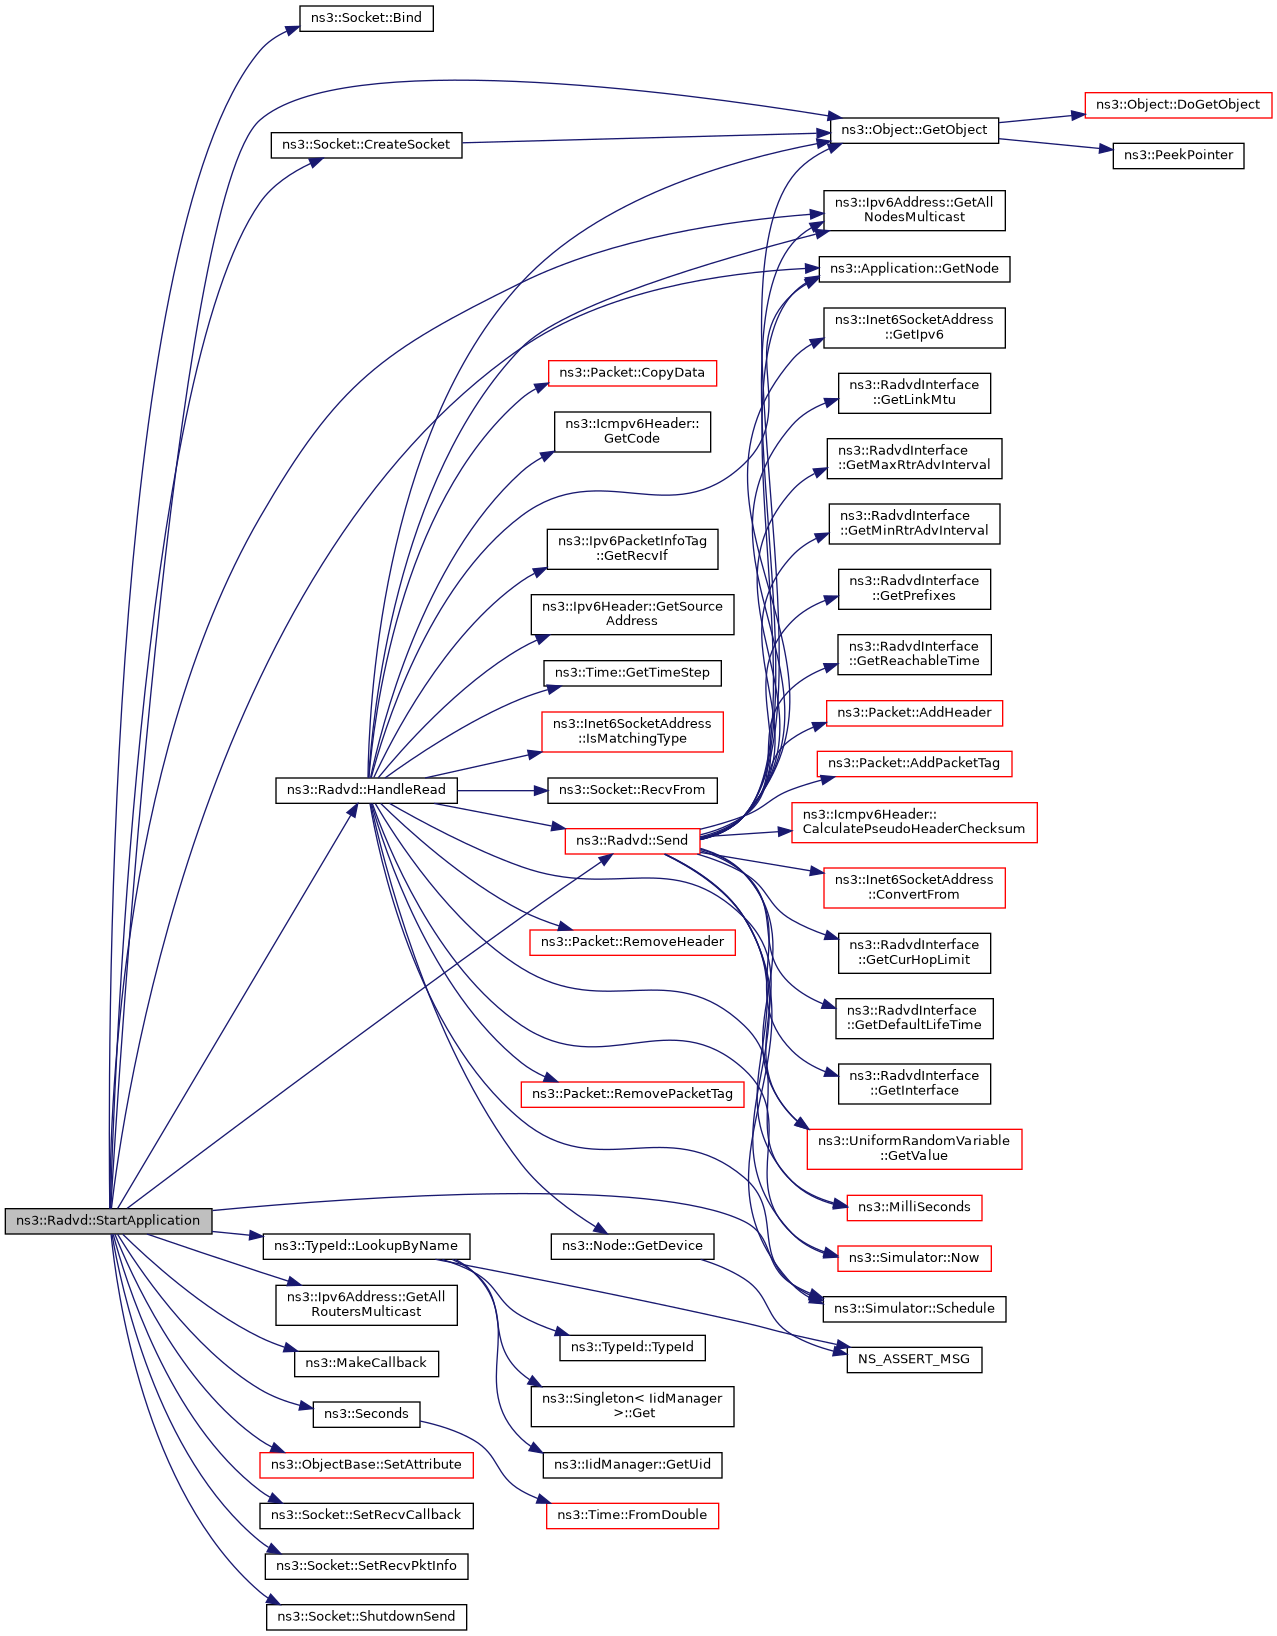 ns3::Socket::Bind
ns3::Object::DoGetObject
ns3::Object::GetObject
ns3::Socket::CreateSocket
ns3::PeekPointer
ns3::Ipv6Address::GetAll
NodesMulticast
ns3::Application::GetNode
ns3::Inet6SocketAddress
::GetIpv6
ns3::Packet::CopyData
ns3::RadvdInterface
::GetLinkMtu
ns3::Icmpv6Header::
GetCode
ns3::RadvdInterface
::GetMaxRtrAdvInterval
ns3::RadvdInterface
::GetMinRtrAdvInterval
ns3::Ipv6PacketInfoTag
::GetRecvIf
ns3::RadvdInterface
::GetPrefixes
ns3::Ipv6Header::GetSource
Address
ns3::RadvdInterface
::GetReachableTime
ns3::Time::GetTimeStep
ns3::Packet::AddHeader
ns3::Inet6SocketAddress
::IsMatchingType
ns3::Packet::AddPacketTag
ns3::Radvd::HandleRead
ns3::Socket::RecvFrom
ns3::Icmpv6Header::
CalculatePseudoHeaderChecksum
ns3::Radvd::Send
ns3::Inet6SocketAddress
::ConvertFrom
ns3::Packet::RemoveHeader
ns3::RadvdInterface
::GetCurHopLimit
ns3::RadvdInterface
::GetDefaultLifeTime
ns3::RadvdInterface
::GetInterface
ns3::Packet::RemovePacketTag
ns3::UniformRandomVariable
::GetValue
ns3::MilliSeconds
ns3::Radvd::StartApplication
ns3::TypeId::LookupByName
ns3::Node::GetDevice
ns3::Simulator::Now
ns3::Ipv6Address::GetAll
RoutersMulticast
ns3::Simulator::Schedule
ns3::TypeId::TypeId
NS_ASSERT_MSG
ns3::MakeCallback
ns3::Singleton< IidManager
>::Get
ns3::Seconds
ns3::ObjectBase::SetAttribute
ns3::IidManager::GetUid
ns3::Socket::SetRecvCallback
ns3::Time::FromDouble
ns3::Socket::SetRecvPktInfo
ns3::Socket::ShutdownSend